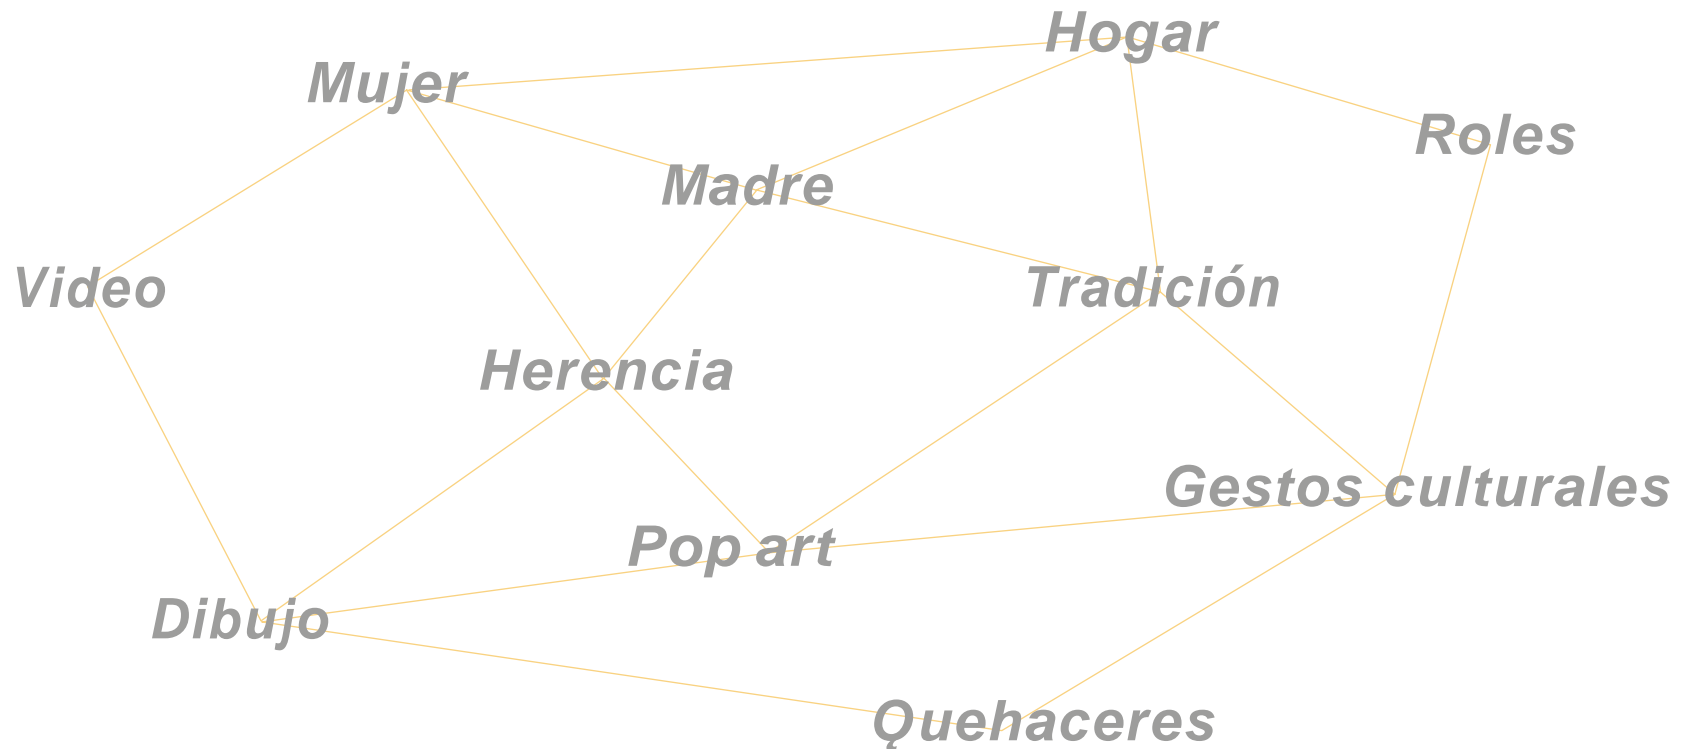 Hogar
Mujer
Roles
Madre
Video
Tradición
Herencia
Gestos culturales
Pop art
Dibujo
Quehaceres